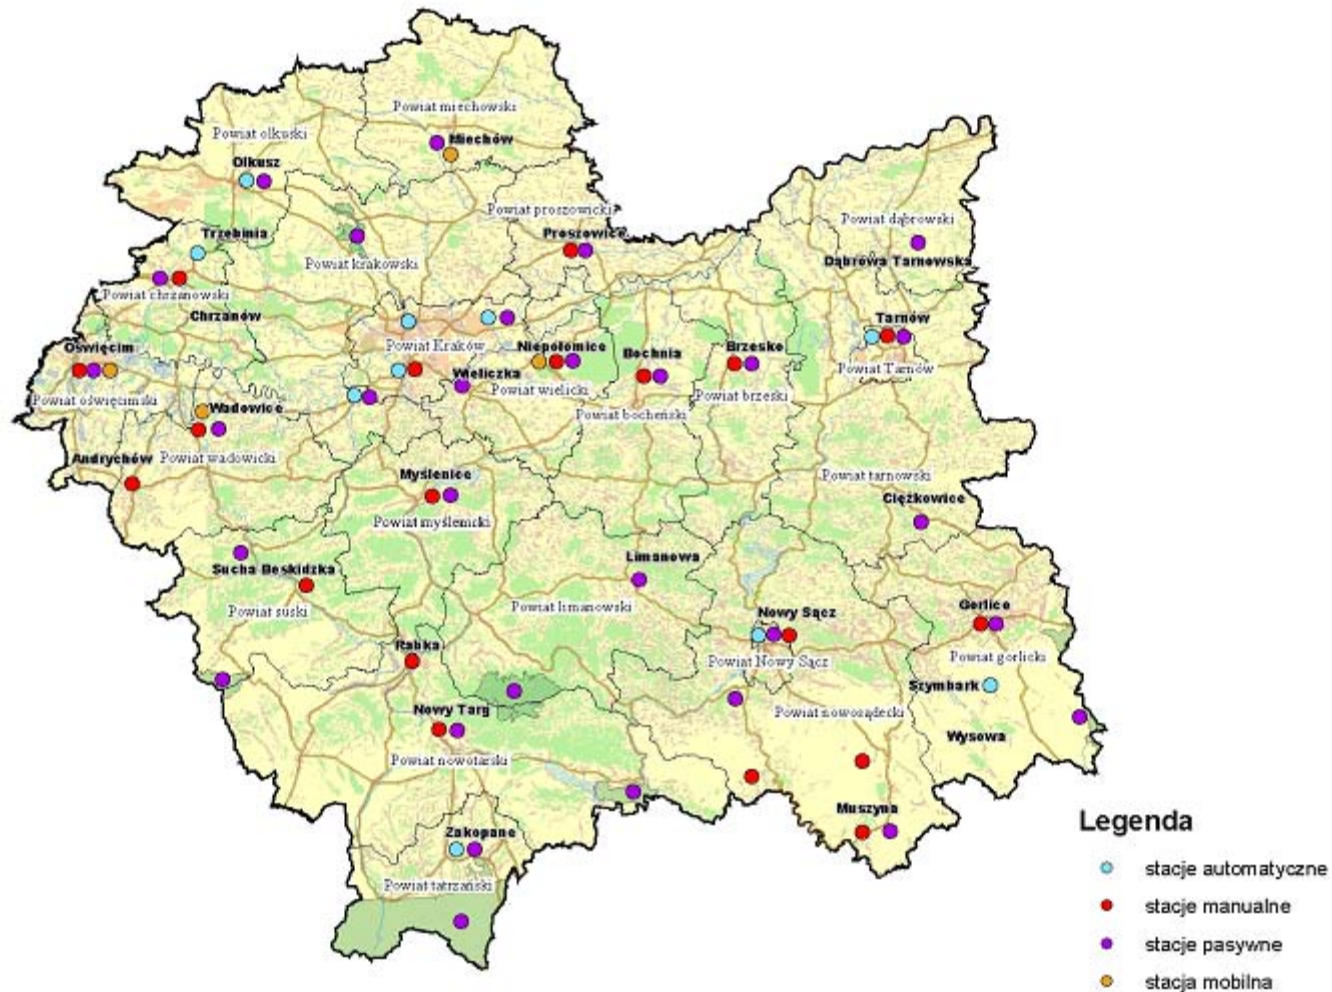 Powiat miechowski
Powiat olkuski
Miechów
Olkusz
Powiat proszowicki
Powiat dąbrowski
Trzebinia
Proszowice
Powiat krakowski
Dąbrowa Tarnowska
Powiat chrzanowski
Chrzanów
Tarnów
Oświęcim
Powiat Kraków
Niepołomice
Bochnia
Brzesko
Powiat Tarnów
Wieliczka
Powiat oświęcimski
Powiat wielicki
Powiat brzeski
Wadowice
Powiat bocheński
Andrychów
Powiat wadowicki
Myślenice
Powiat tarnowski
Ciężkowice
Powiat myślenicki
Limanowa
Sucha Beskidzka
Powiat suski
Powiat limanowski
Nowy Sącz
Gorlice
Rabka
Powiat Nowy Sącz
Powiat gorlicki
Szymbark
Nowy Targ
Powiat nowosądecki
Wysowa
Powiat nowotarski
Muszyna
Zakopane
Powiat tatrzański
Legenda
stacje automatyczne
stacje manualne
stacje pasywne
stacja mobilna